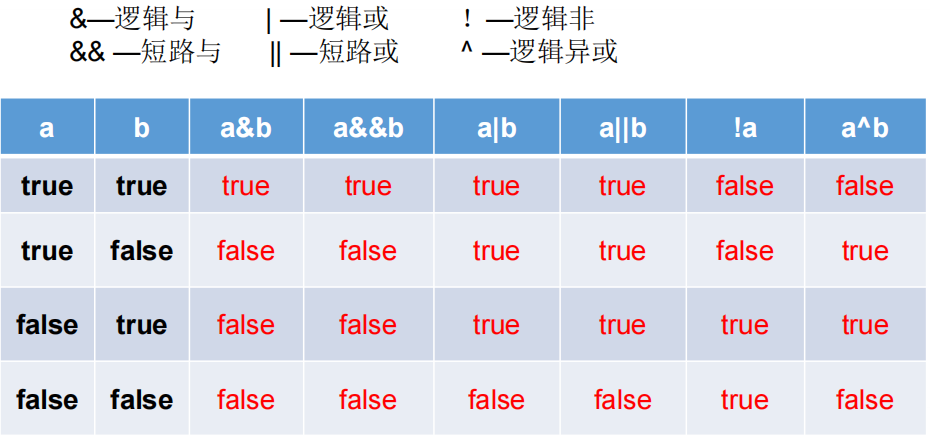 &—逻辑与 | —逻辑或 ! —逻辑非
&& —短路与 || —短路或 ^ —逻辑异或
a b a&b a&&b a|b a||b !a a^b
true true true true true true false false
true false false false true true false true
false true false false true true true true
false false false false false false true false